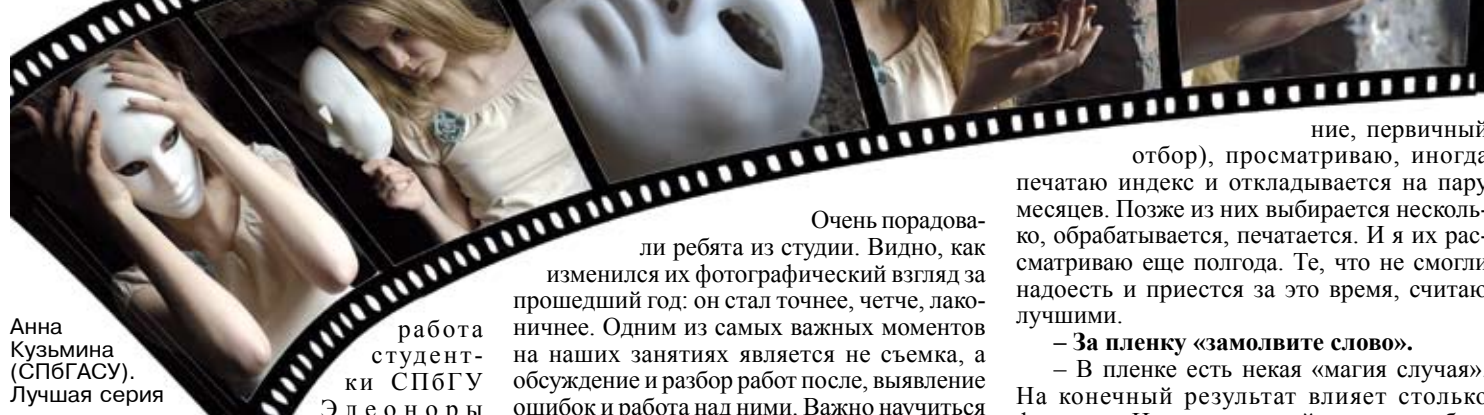 Анна
Кузьмина
(СПбГАСУ).
Лучшая серия
работа
студент-
ки СПбГУ
Элеоноры
Очень порадова-
ли ребята из студии. Видно, как
изменился их фотографический взгляд за
прошедший год: он стал точнее, четче, лако-
ничнее. Одним из самых важных моментов
на наших занятиях является не съемка, а
обсуждение и разбор работ после, выявление
ошибок и работа над ними. Важно научиться
ние, первичный
отбор), просматриваю, иногда
печатаю индекс и откладывается на пару
месяцев. Позже из них выбирается несколь-
ко, обрабатывается, печатается. И я их рас-
сматриваю еще полгода. Те, что не смогли
надоесть и приестся за это время, считаю
лучшими.
– За пленку «замолвите слово».
– В пленке есть некая «магия случая»
На конечный результат влияет столько